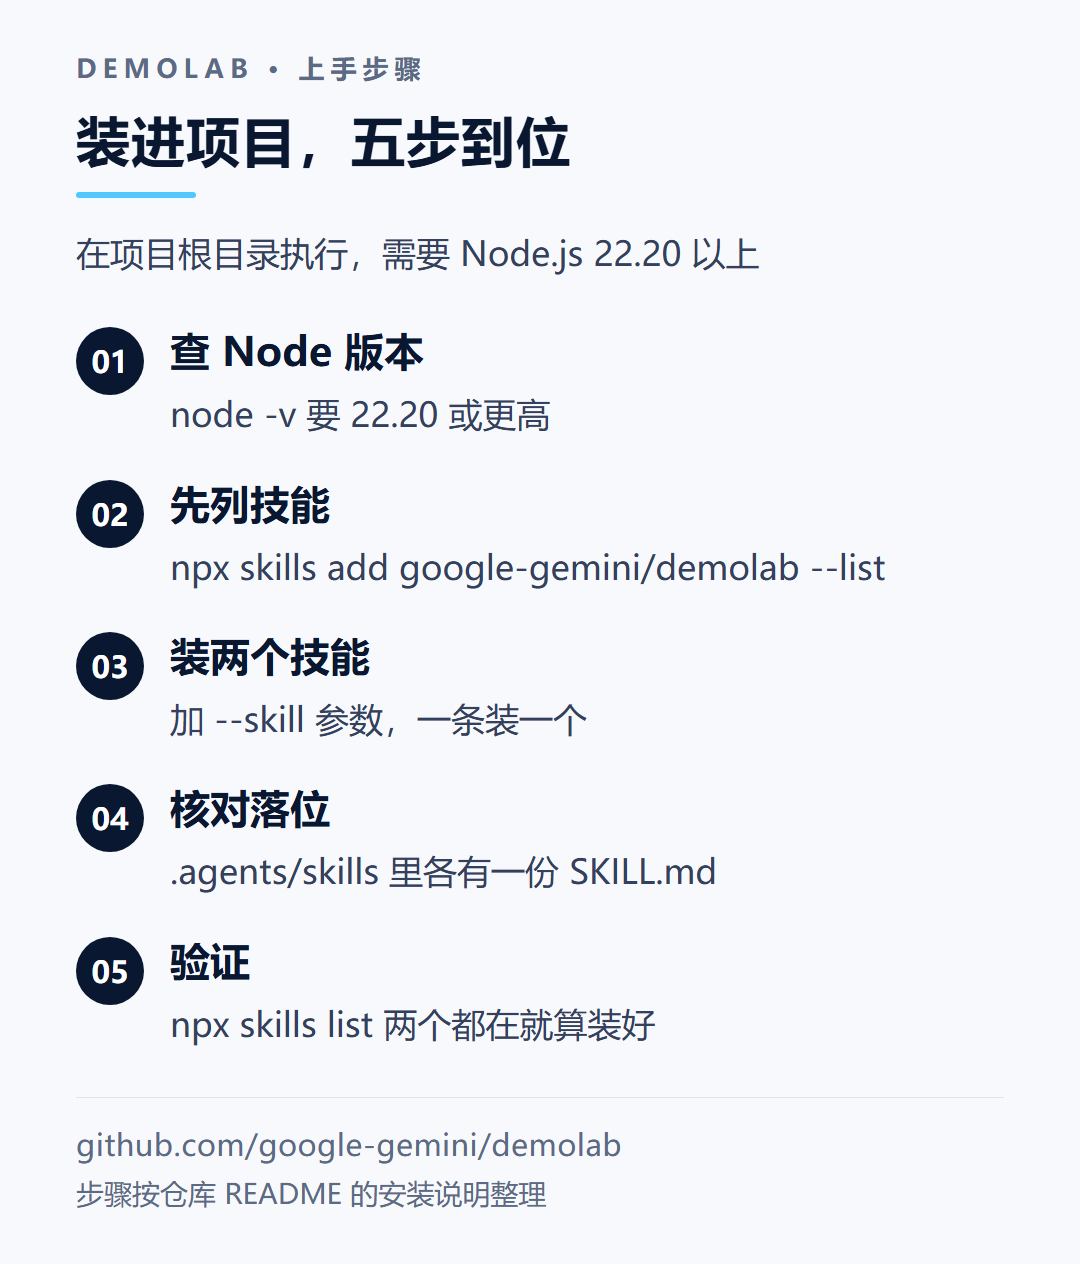 DEMOLAB • 上手步骤
装进项目，五步到位
在项目根目录执行，需要 Node.js 22.20 以上
01
查 Node 版本
node -v 要 22.20 或更高
02
先列技能
npx skills add google-gemini/demolab --list
03
装两个技能
加 --skill 参数，一条装一个
04
核对落位
.agents/skills 里各有一份 SKILL.md
05
验证
npx skills list 两个都在就算装好
github.com/google-gemini/demolab
步骤按仓库 README 的安装说明整理